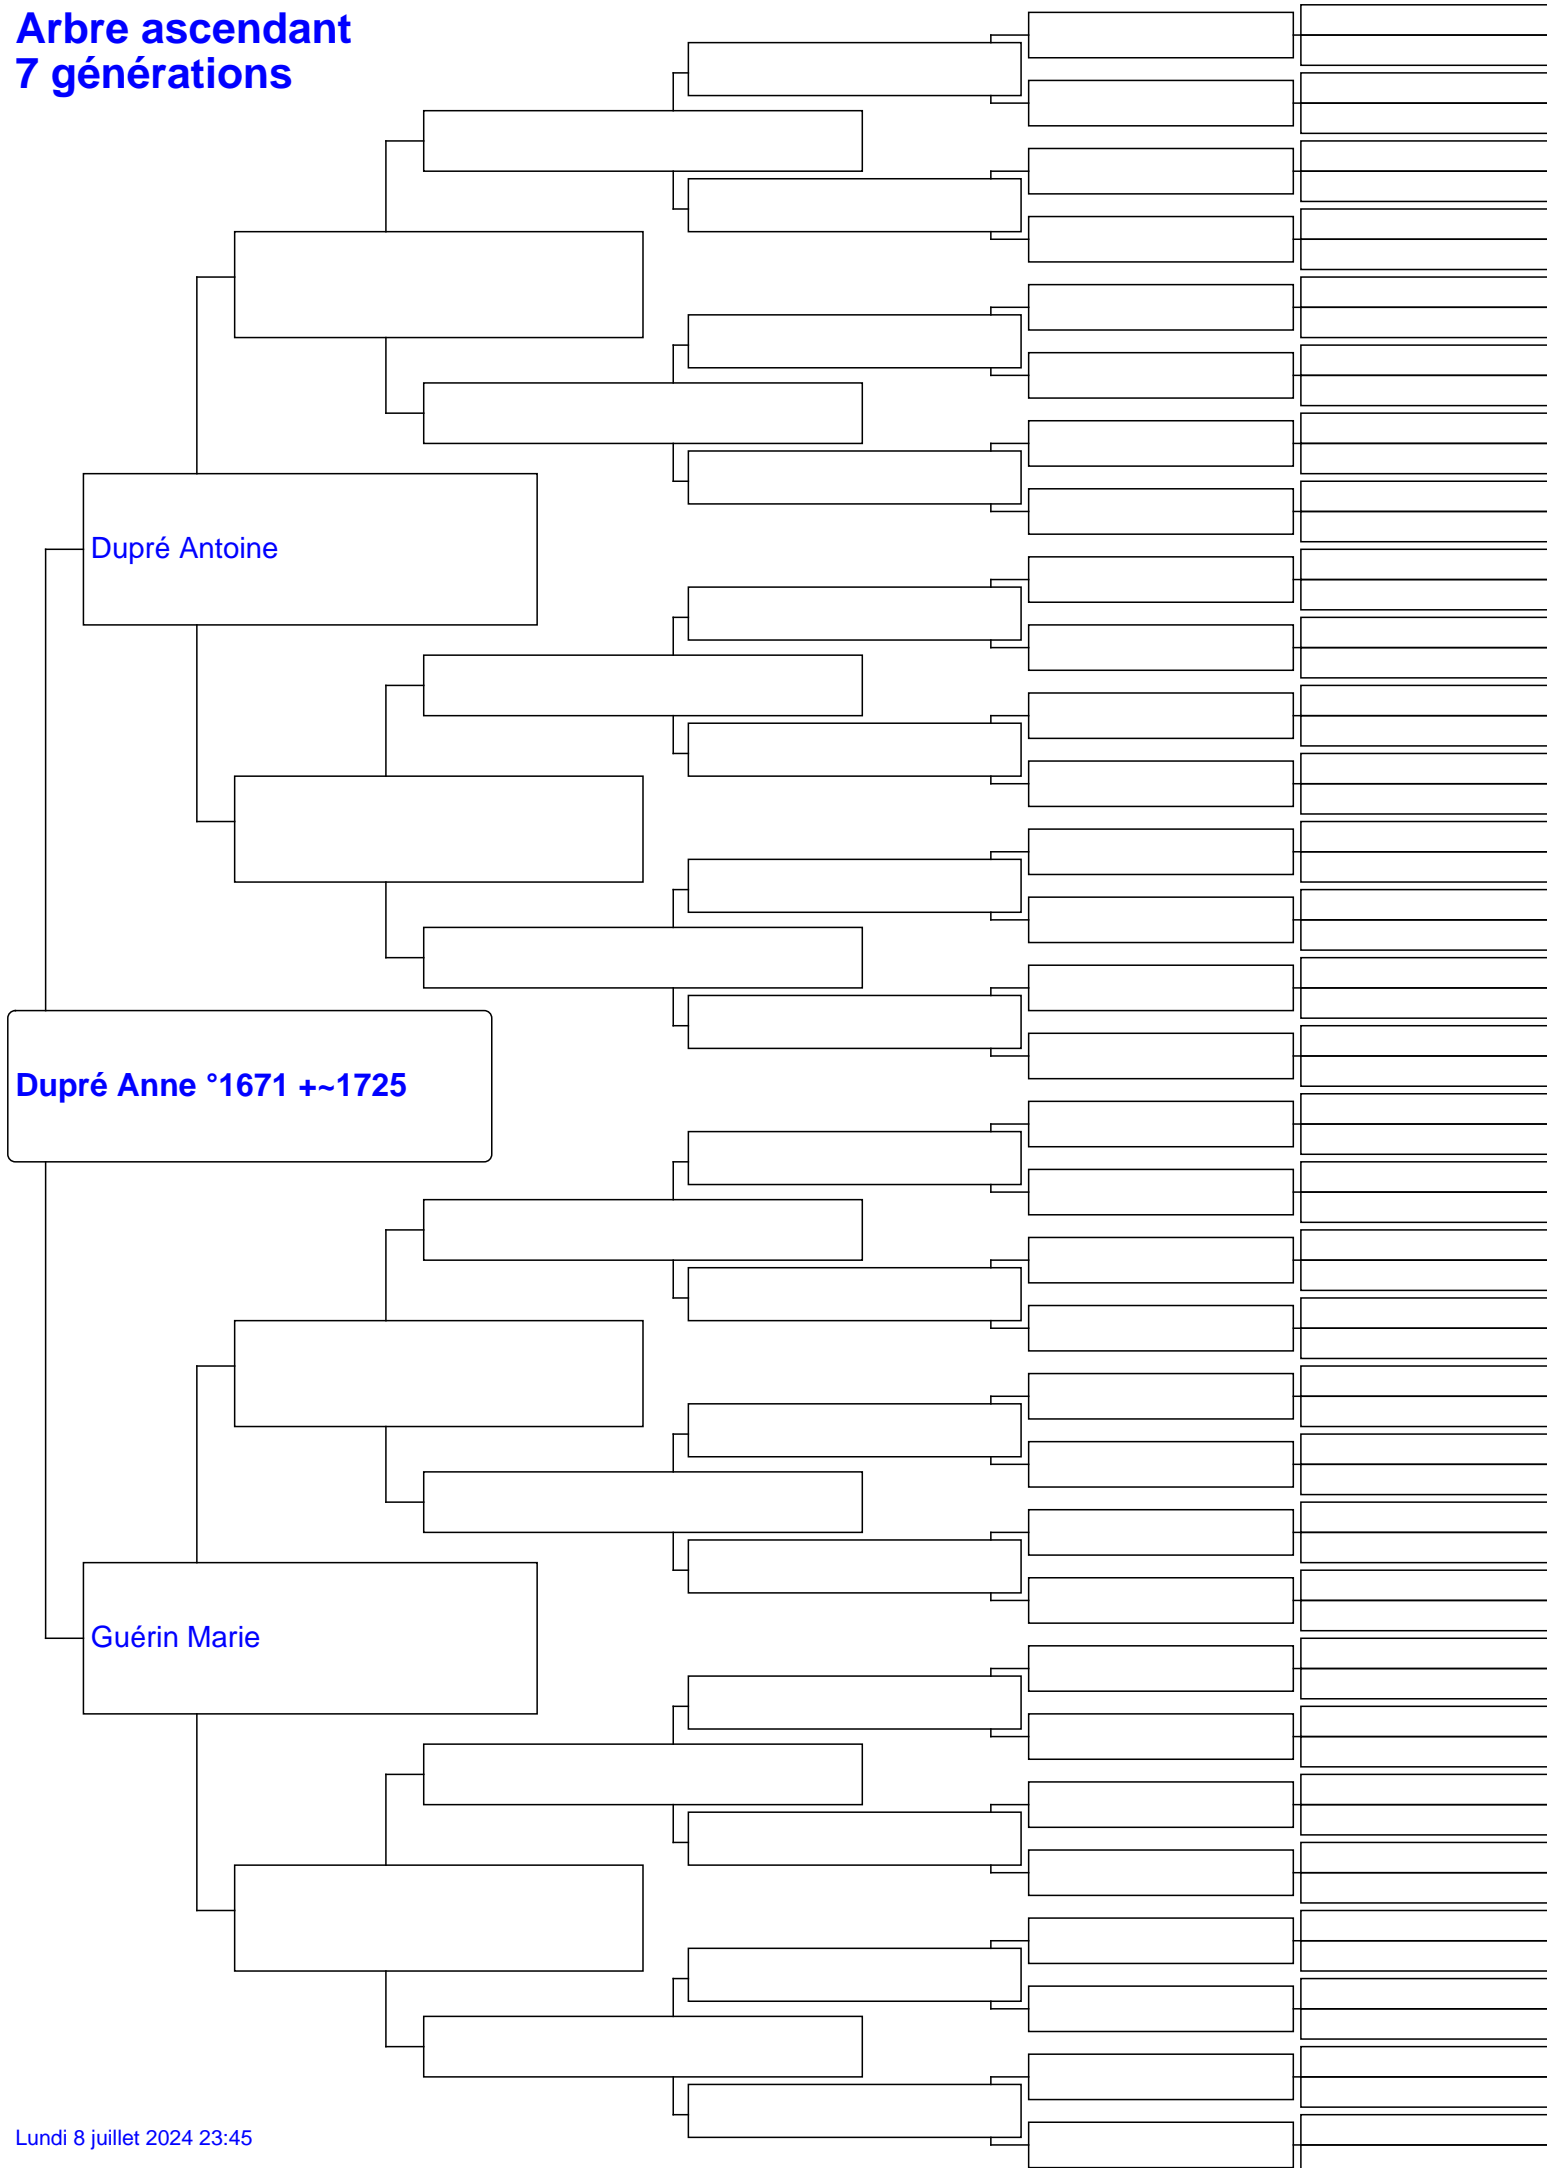 Arbre ascendant
7 générations
Dupré Antoine
Dupré Anne °1671 +~1725
Guérin Marie
Lundi 8 juillet 2024 23:45